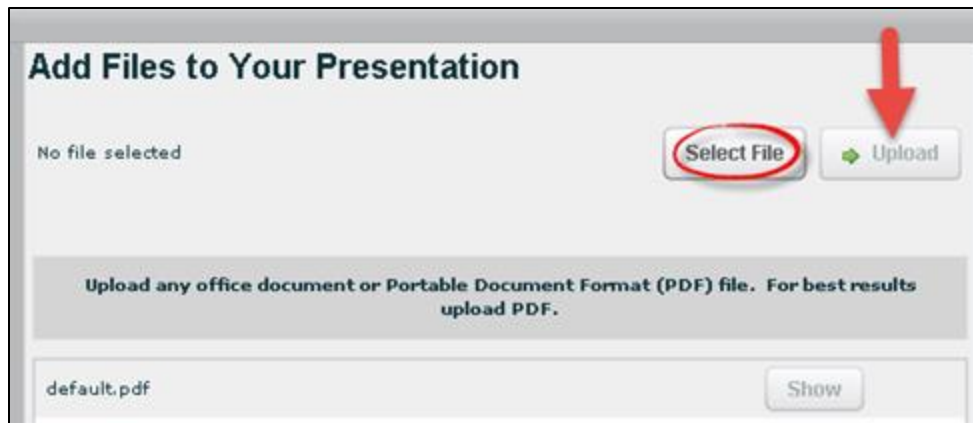 Add Files to Your Presentation
No file selected
Select File
Upload
Upload any office document or Portable Document Format (PDF) file. For best results
upload PDF.
default.pdf
Show